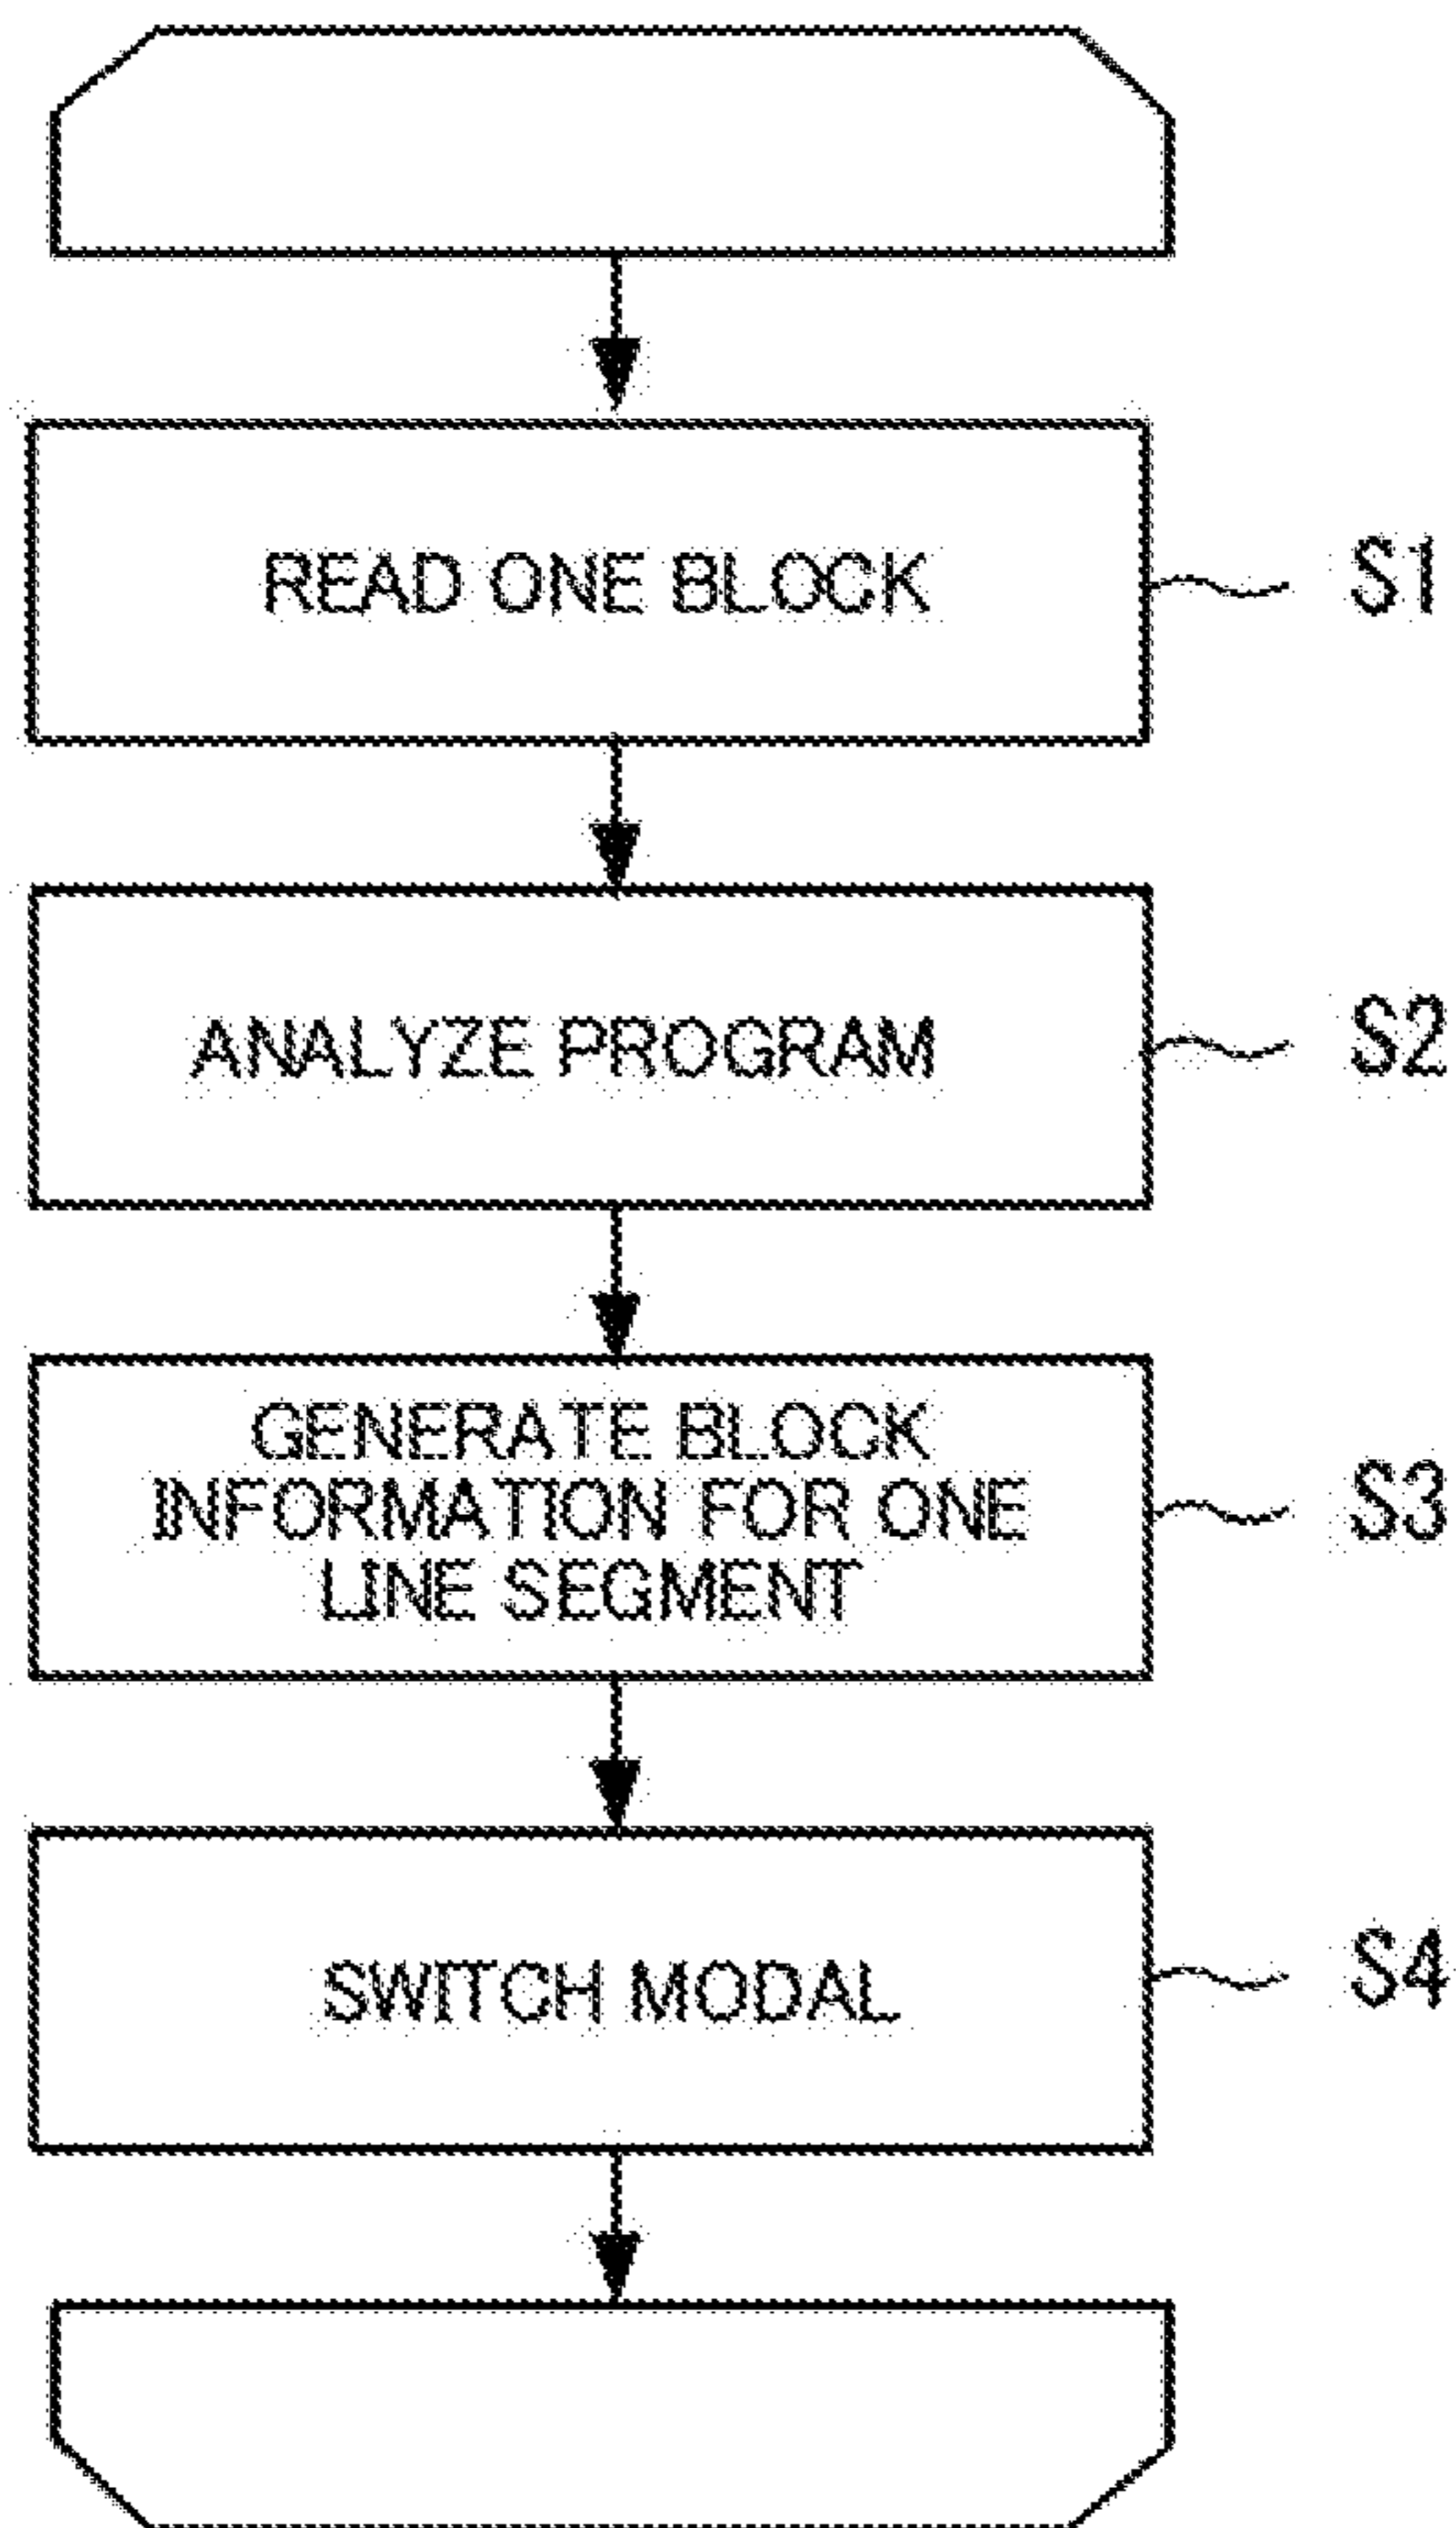 READ ONE BLOCK
S1
ANALYZE PROGRAM
S2
GENERATE BLOCK
INFORMATION FOR ONE
LINE SEGMENT
S3
SWITCH MODAL
S4